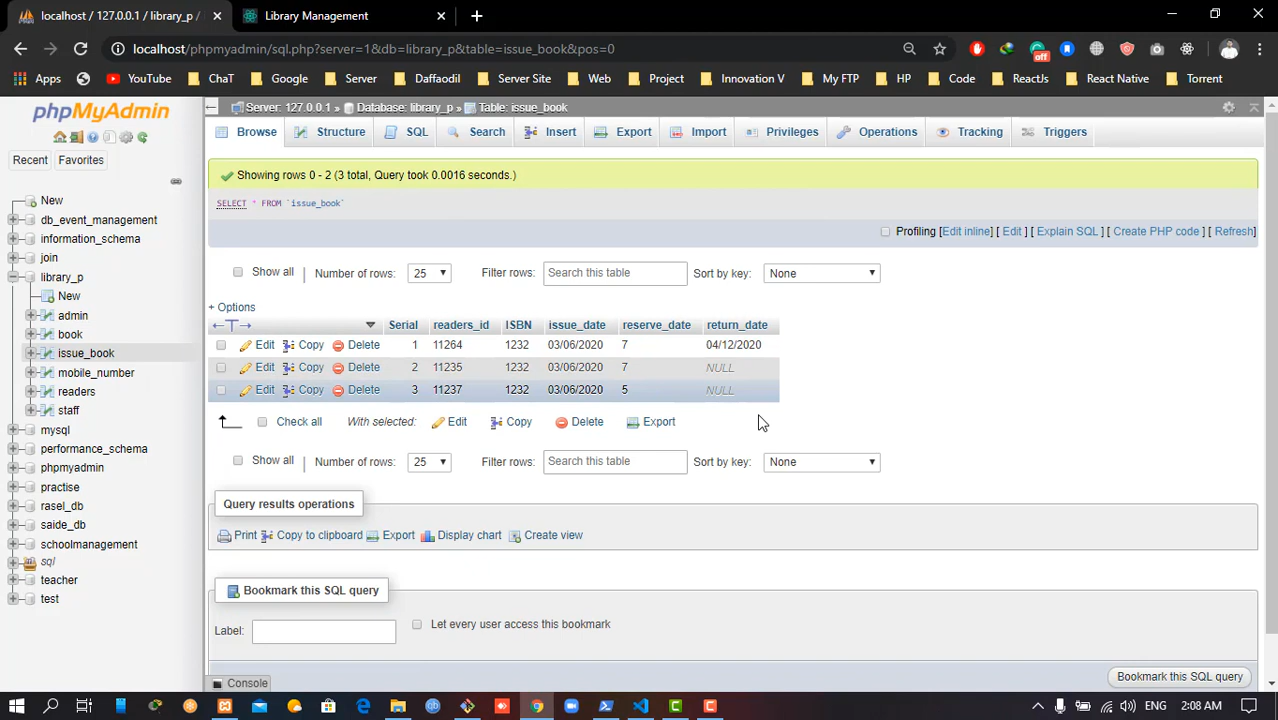 localhost / 127.0.0.1 / library_p /
Library Management
localhost/phpmyadmin/sql.php?server=1&db=library_p&table=issue_book&pos=0
off
Apps YouTube ChaT Google Server Daffaodil Server Site Web Project Innovation V My FTP HP Code ReactJs React Native Torrent
phpMyAdmin
Recent Favorites
New
db_event_management
information_schema
join
library_p
New
admin
book
issue_book
mobile_number
readers
staff
mysql
performance_schema
phpmyadmin
practise
rasel_db
saide_db
schoolmanagement
sql
teacher
test
Server: 127.0.0.1 » Database: library_p » Table: issue_book
Browse Structure SQL Search Insert Export Import Privileges Operations Tracking Triggers
Showing rows 0 - 2 (3 total, Query took 0.0016 seconds.)
SELECT * FROM `issue_book`
Profiling [Edit inline] [ Edit ] [ Explain SQL ] [ Create PHP code ] [ Refresh]
Show all Number of rows: 25 Filter rows: Search this table Sort by key: None
+ Options
←T→ Serial readers_id ISBN issue_date reserve_date return_date
Edit Copy Delete 1 11264 1232 03/06/2020 7 04/12/2020
Edit Copy Delete 2 11235 1232 03/06/2020 7 NULL
Edit Copy Delete 3 11237 1232 03/06/2020 5 NULL
Check all With selected: Edit Copy Delete Export
Show all Number of rows: 25 Filter rows: Search this table Sort by key: None
Query results operations
Print Copy to clipboard Export Display chart Create view
Bookmark this SQL query
Label: Let every user access this bookmark
Bookmark this SQL query
Console
ENG 2:08 AM